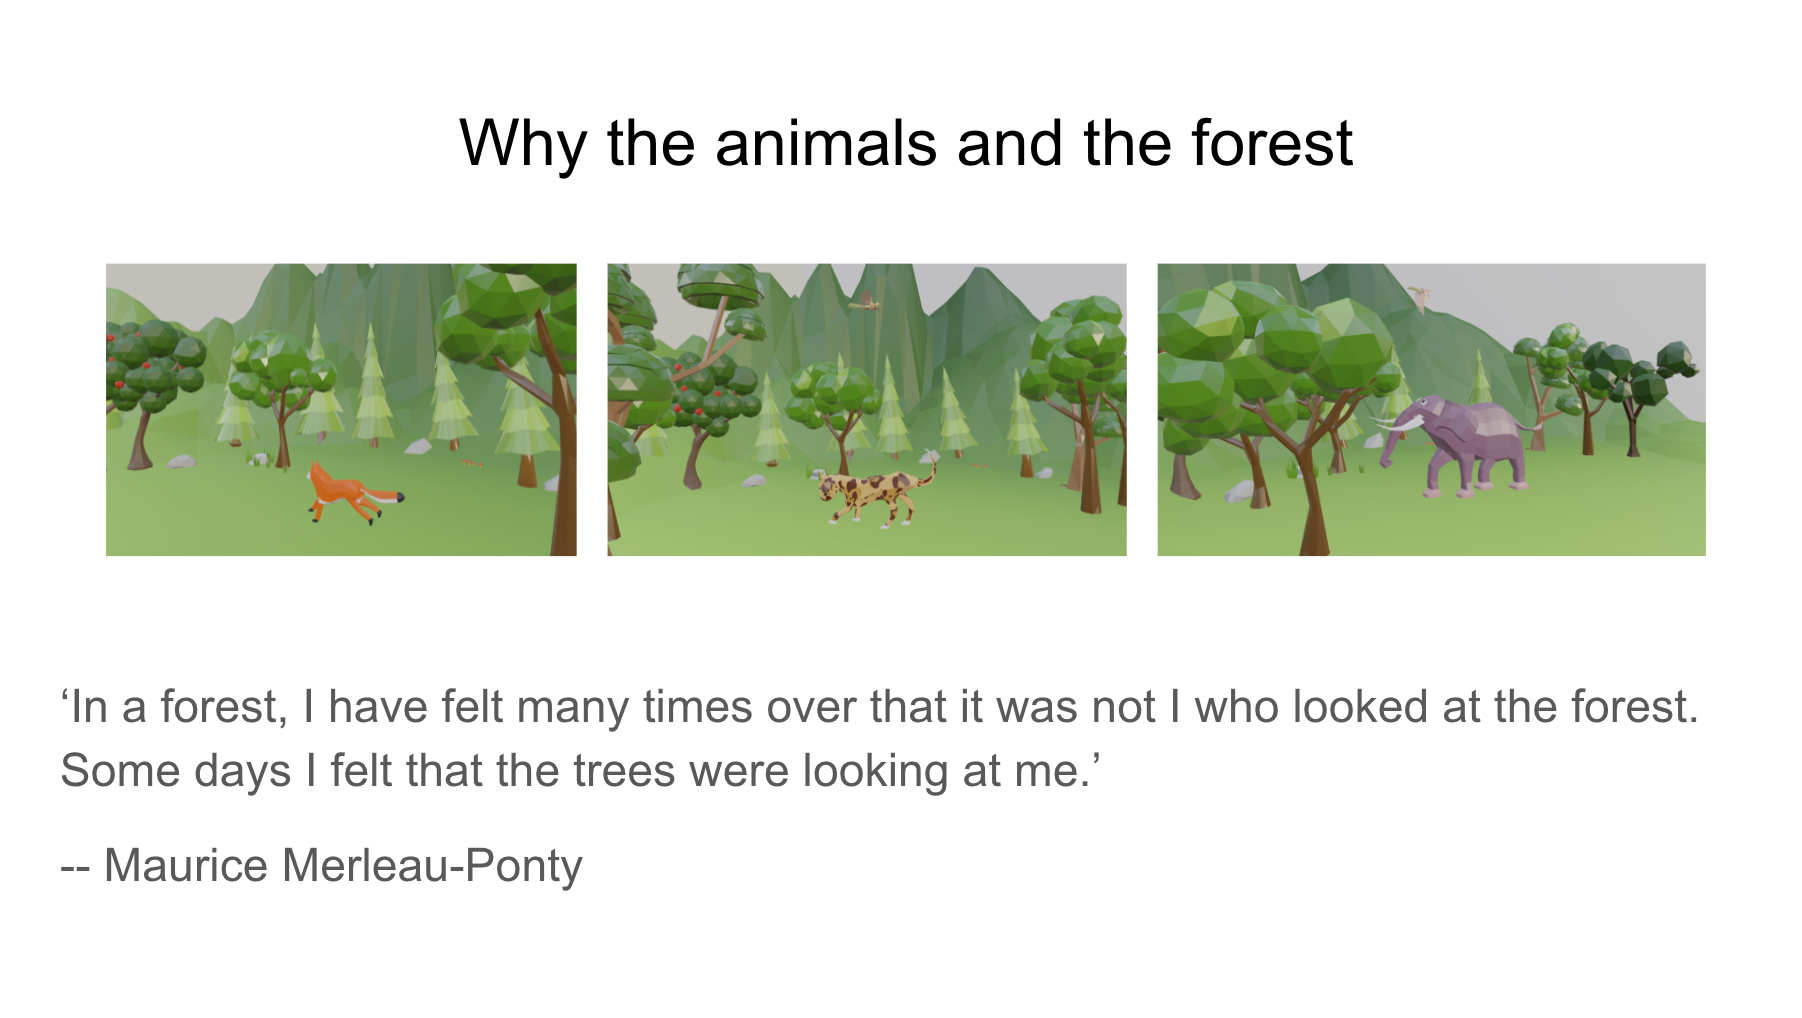 Why the animals and the forest
‘In a forest, I have felt many times over that it was not I who looked at the forest.
Some days I felt that the trees were looking at me.’
-- Maurice Merleau-Ponty